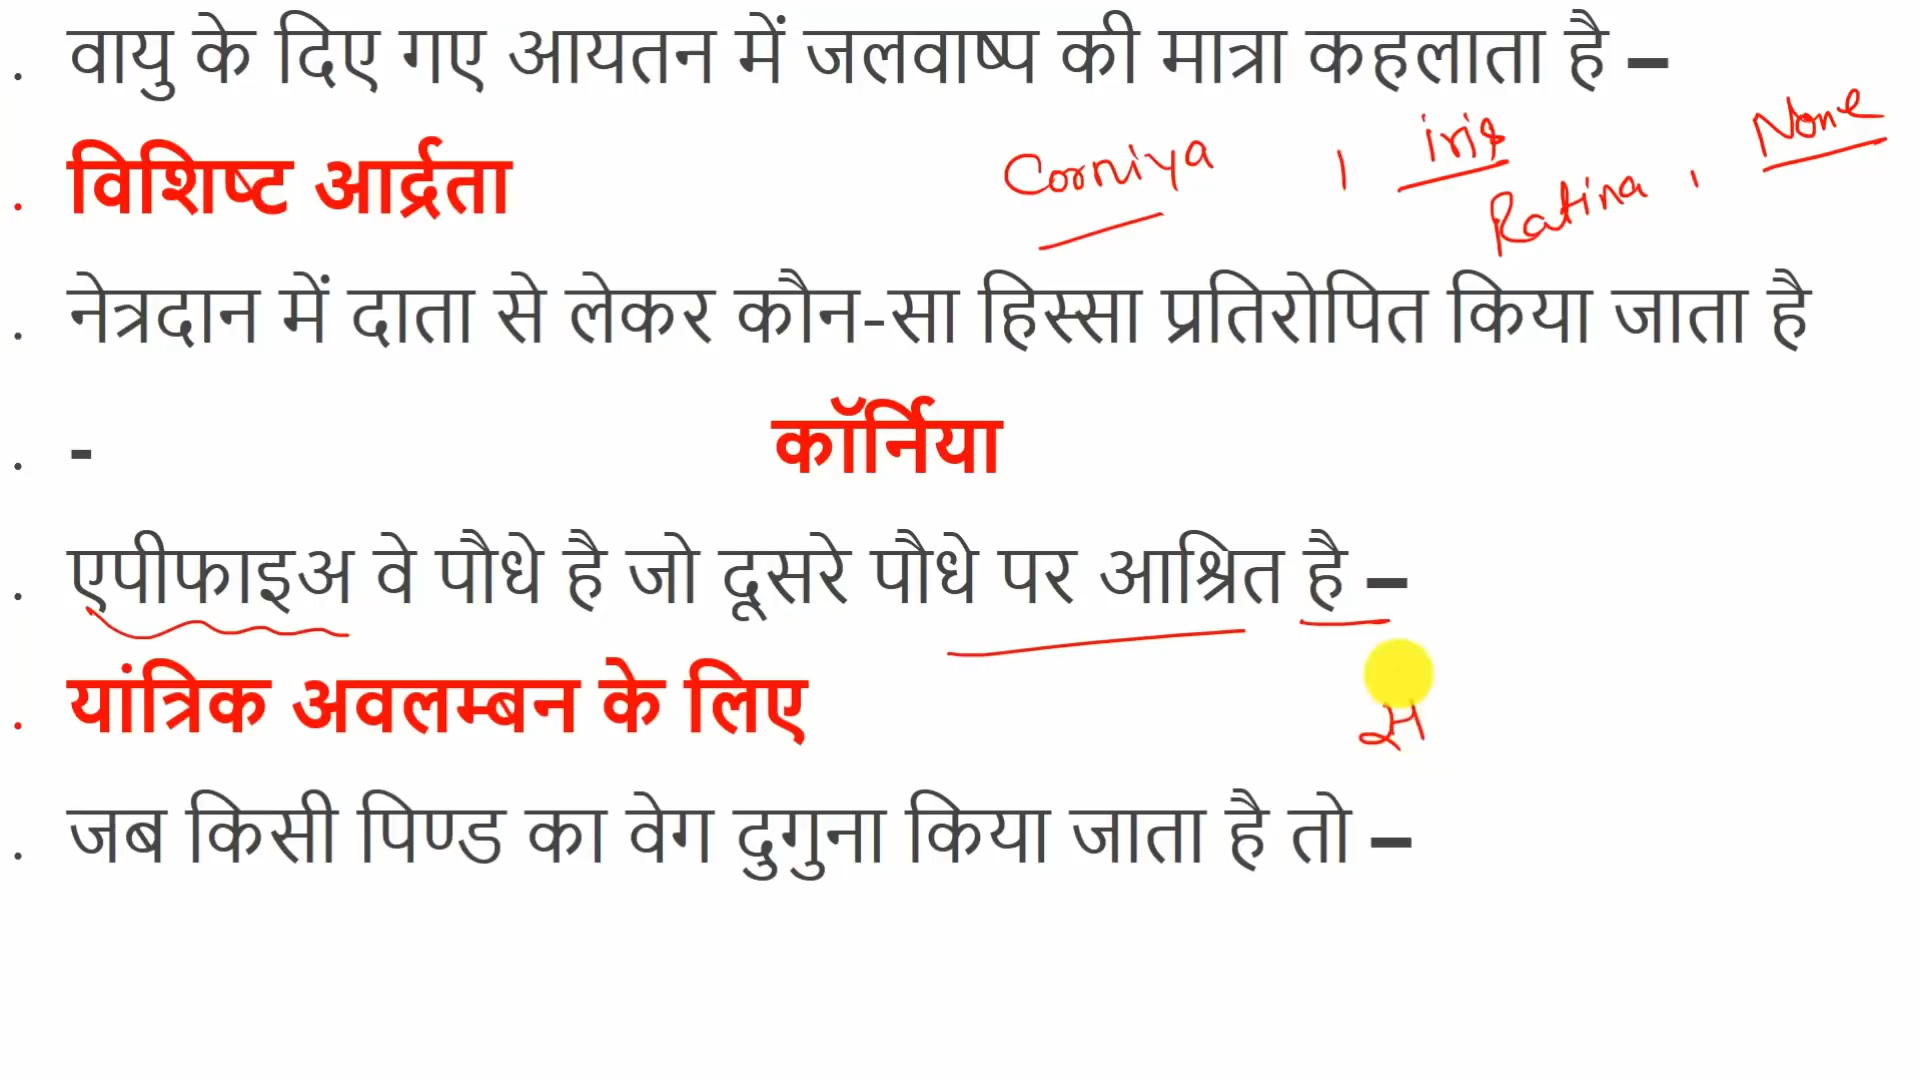 . वायु के दिए गए आयतन में जलवाष्प की मात्रा कहलाता है –
. विशिष्ट आर्द्रता
Corniya , iris
Ratina , None
. नेत्रदान में दाता से लेकर कौन-सा हिस्सा प्रतिरोपित किया जाता है
. - कॉर्निया
. एपीफाइअ वे पौधे है जो दूसरे पौधे पर आश्रित है –
. यांत्रिक अवलम्बन के लिए
. जब किसी पिण्ड का वेग दुगुना किया जाता है तो –